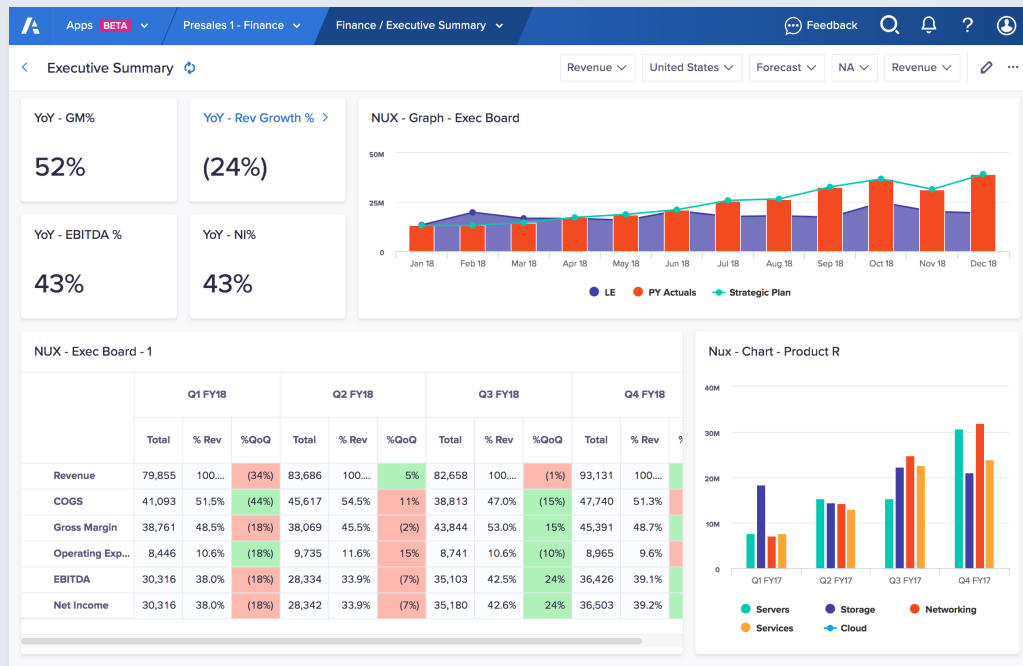 Apps BETA Presales 1 - Finance Finance / Executive Summary Feedback ?
Executive Summary Revenue United States Forecast NA Revenue ...
YoY - GM%
52%
YoY - Rev Growth %
(24%)
YoY - EBITDA %
43%
YoY - NI%
43%
NUX - Graph - Exec Board
50M
25M
0
Jan 18 Feb 18 Mar 18 Apr 18 May 18 Jun 18 Jul 18 Aug 18 Sep 18 Oct 18 Nov 18 Dec 18
LE PY Actuals Strategic Plan
NUX - Exec Board - 1
Q1 FY18 Q2 FY18 Q3 FY18 Q4 FY18
Total % Rev %QoQ Total % Rev %QoQ Total % Rev %QoQ Total % Rev %
Revenue 79,855 100.... (34%) 83,686 100.... 5% 82,658 100.... (1%) 93,131 100....
COGS 41,093 51.5% (44%) 45,617 54.5% 11% 38,813 47.0% (15%) 47,740 51.3%
Gross Margin 38,761 48.5% (18%) 38,069 45.5% (2%) 43,844 53.0% 15% 45,391 48.7%
Operating Exp... 8,446 10.6% (18%) 9,735 11.6% 15% 8,741 10.6% (10%) 8,965 9.6%
EBITDA 30,316 38.0% (18%) 28,334 33.9% (7%) 35,103 42.5% 24% 36,426 39.1%
Net Income 30,316 38.0% (18%) 28,342 33.9% (7%) 35,180 42.6% 24% 36,503 39.2%
Nux - Chart - Product R
40M
30M
20M
10M
0
Q1 FY17 Q2 FY17 Q3 FY17 Q4 FY17
Servers Storage Networking
Services Cloud